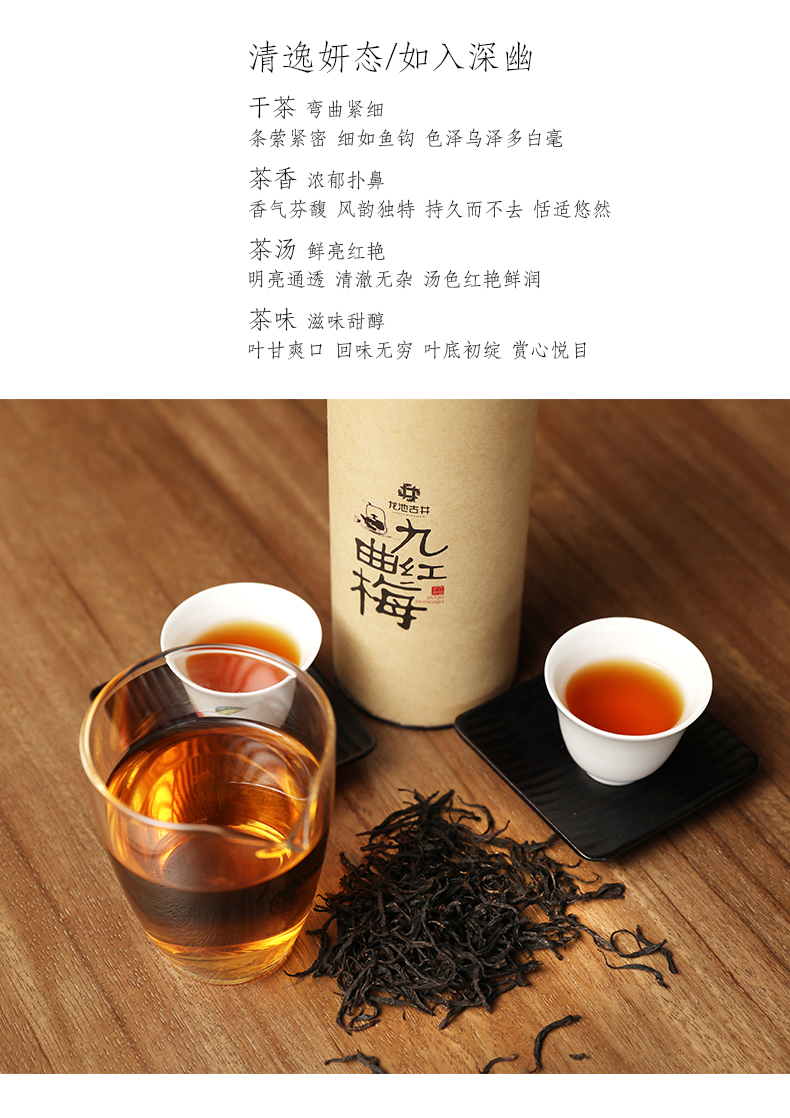 清逸妍态/如入深幽
干茶 弯曲紧细
条萦紧密 细如鱼钩 色泽乌泽多白毫
茶香 浓郁扑鼻
香气芬馥 风韵独特 持久而不去 恬适悠然
茶汤 鲜亮红艳
明亮通透 清澈无杂 汤色红艳鲜润
茶味 滋味甜醇
叶甘爽口 回味无穷 叶底初绽 赏心悦目
龙池古井
九曲红梅
JIUQU
HONGMEI